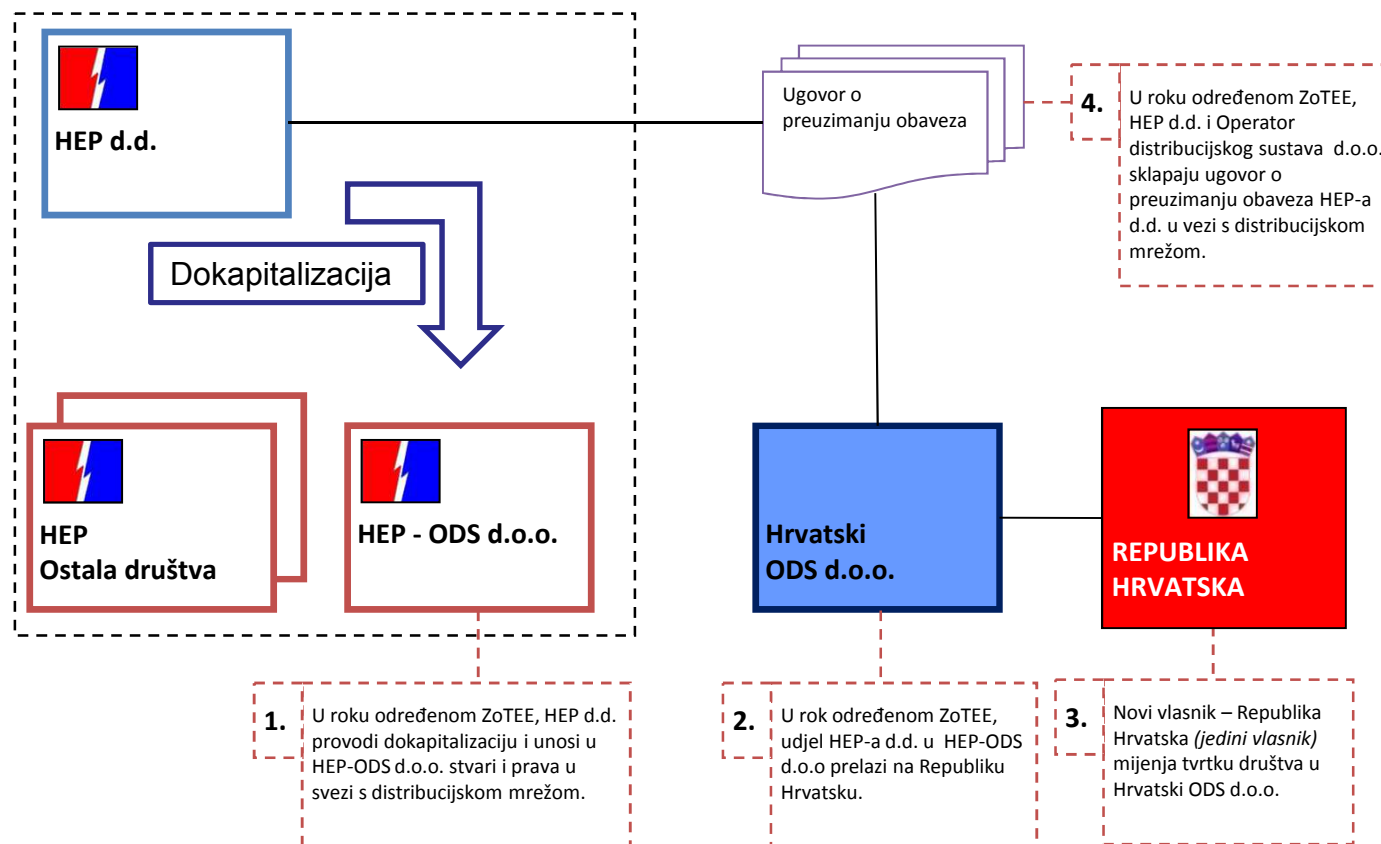 HEP d.d.
Dokapitalizacija
HEP
Ostala društva
HEP - ODS d.o.o.
Ugovor o
preuzimanju obaveza
4.
U roku određenom ZoTEE,
HEP d.d. i Operator
distribucijskog sustava d.o.o.
sklapaju ugovor o
preuzimanju obaveza HEP-a
d.d. u vezi s distribucijskom
mrežom.
Hrvatski
ODS d.o.o.
REPUBLIKA
HRVATSKA
1.
U roku određenom ZoTEE, HEP d.d.
provodi dokapitalizaciju i unosi u
HEP-ODS d.o.o. stvari i prava u
svezi s distribucijskom mrežom.
2.
U rok određenom ZoTEE,
udjel HEP-a d.d. u HEP-ODS
d.o.o prelazi na Republiku
Hrvatsku.
3.
Novi vlasnik – Republika
Hrvatska (jedini vlasnik)
mijenja tvrtku društva u
Hrvatski ODS d.o.o.